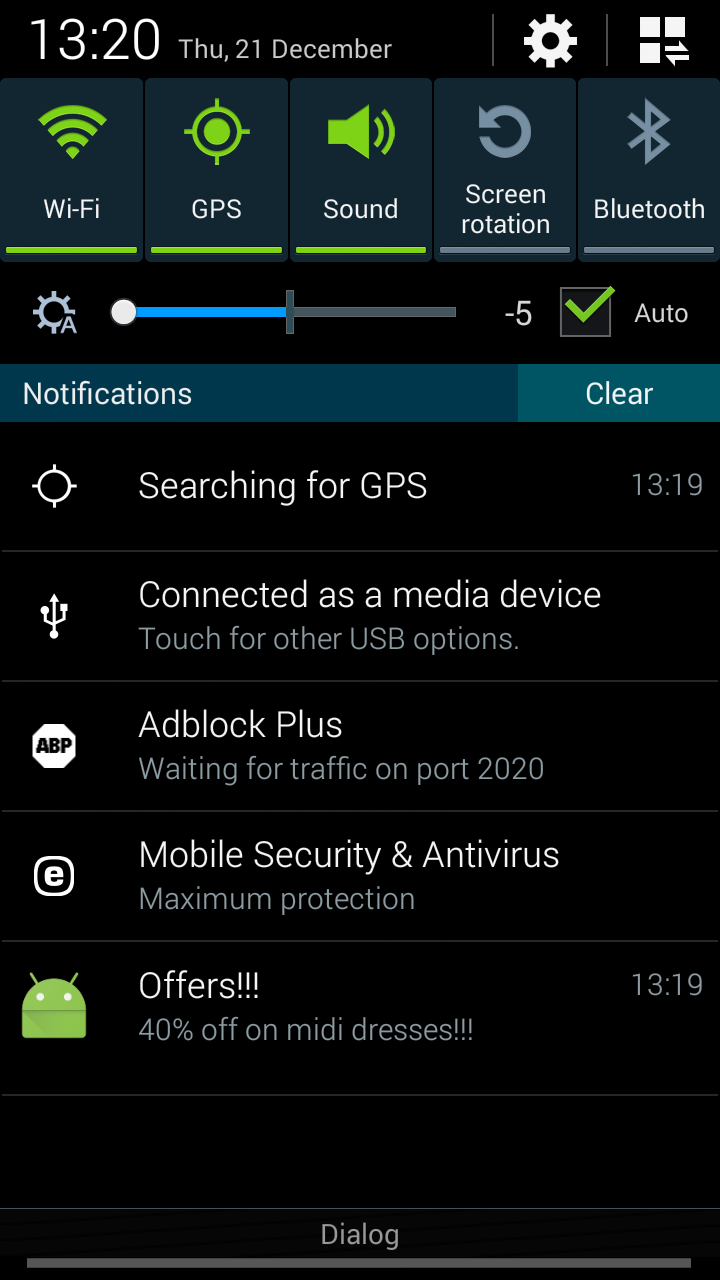 13:20 Thu, 21 December
Wi-Fi
GPS
Sound
Screen
rotation
Bluetooth
A
-5
Auto
Notifications
Clear
Searching for GPS
13:19
Connected as a media device
Touch for other USB options.
ABP
Adblock Plus
Waiting for traffic on port 2020
e
Mobile Security & Antivirus
Maximum protection
Offers!!!
13:19
40% off on midi dresses!!!
Dialog